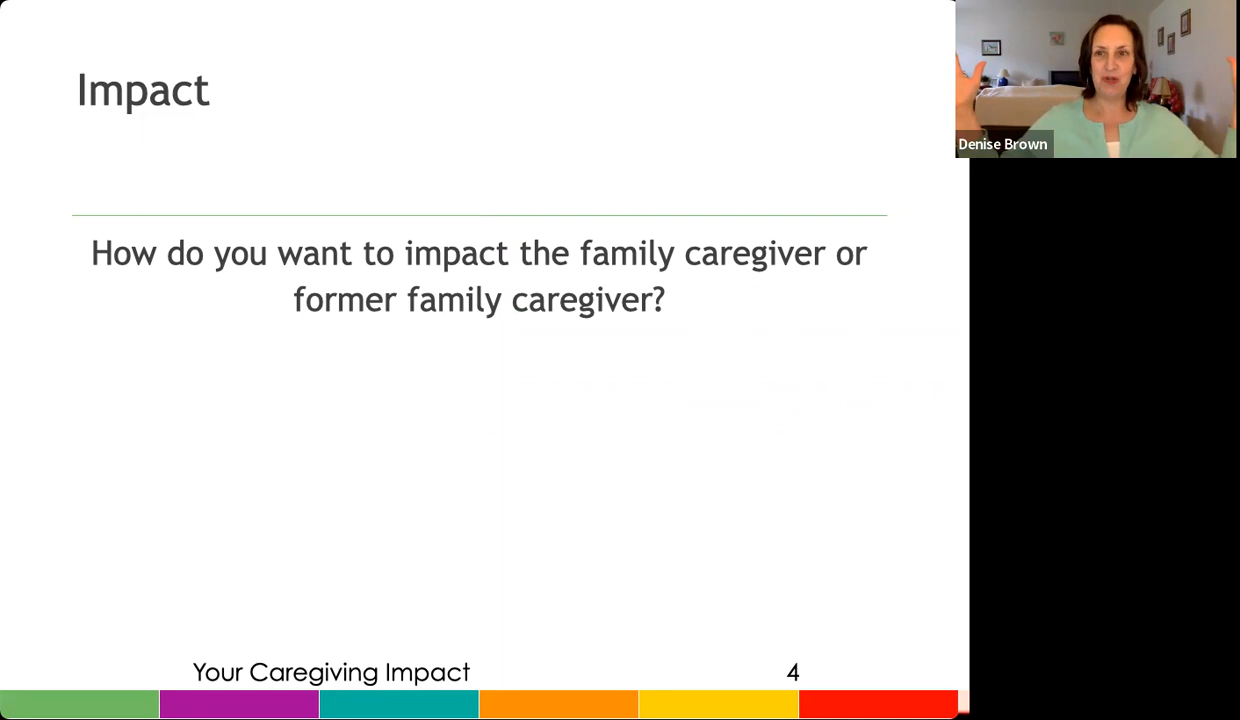 Impact
Denise Brown
How do you want to impact the family caregiver or
former family caregiver?
Your Caregiving Impact
4